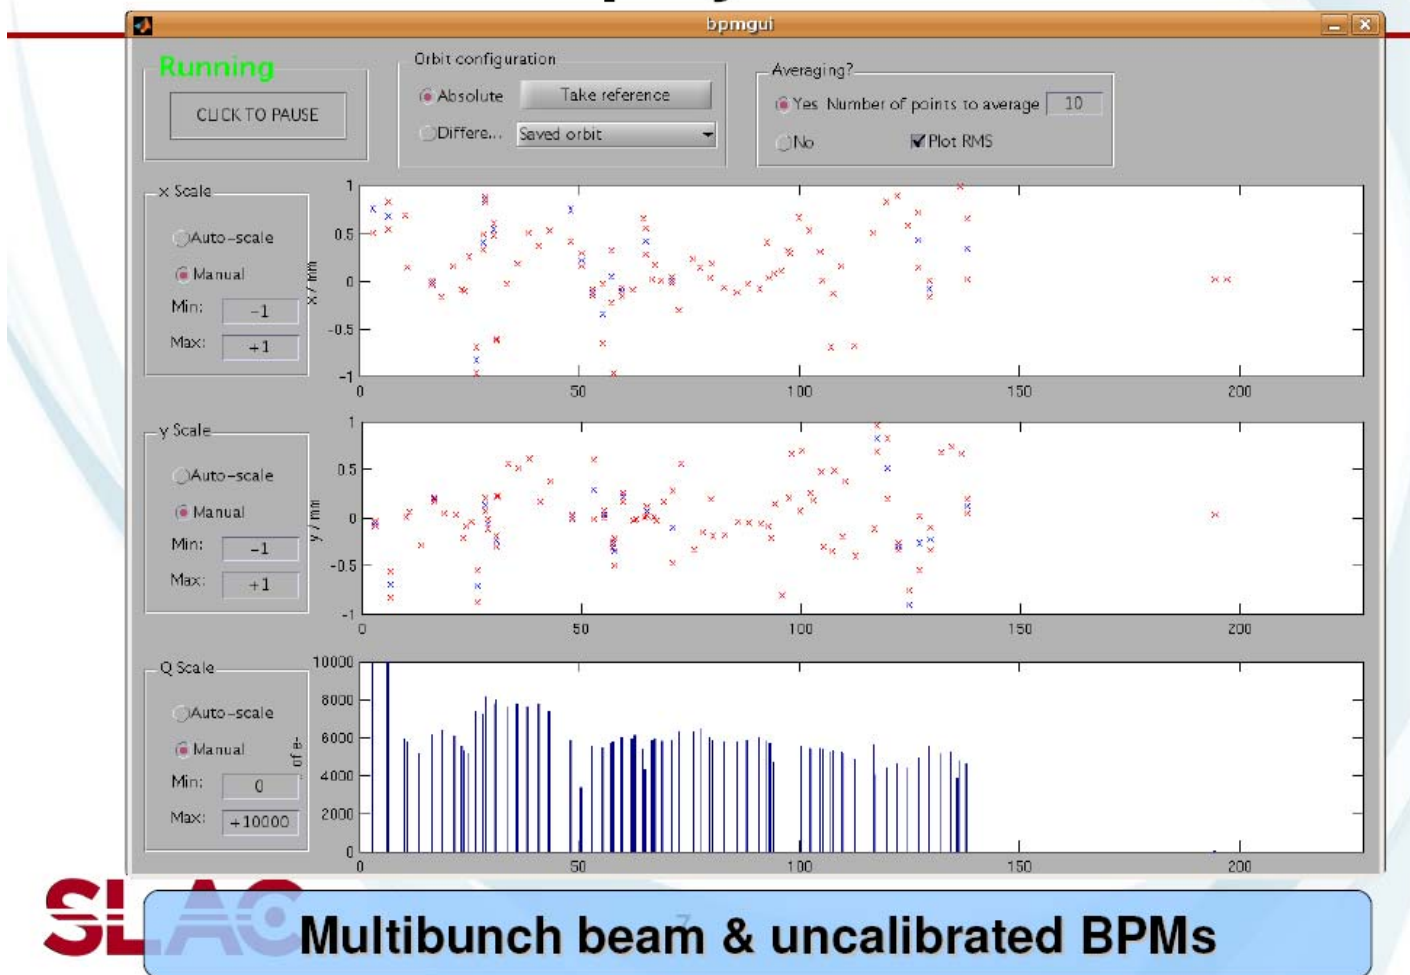 bpmgui
Running
CLICK TO PAUSE
Orbit configuration
Absolute Take reference
Differe... Saved orbit
Averaging?
Yes Number of points to average 10
No Plot RMS
x Scale
Auto-scale
Manual
Min: -1
Max: +1
x / mm
1
0.5
0
-0.5
-1
0 50 100 150 200
y Scale
Auto-scale
Manual
Min: -1
Max: +1
y / mm
1
0.5
0
-0.5
-1
0 50 100 150 200
Q Scale
Auto-scale
Manual
Min: 0
Max: +10000
of e-
10000
8000
6000
4000
2000
0
0 50 100 150 200
SLAC
7
Multibunch beam & uncalibrated BPMs